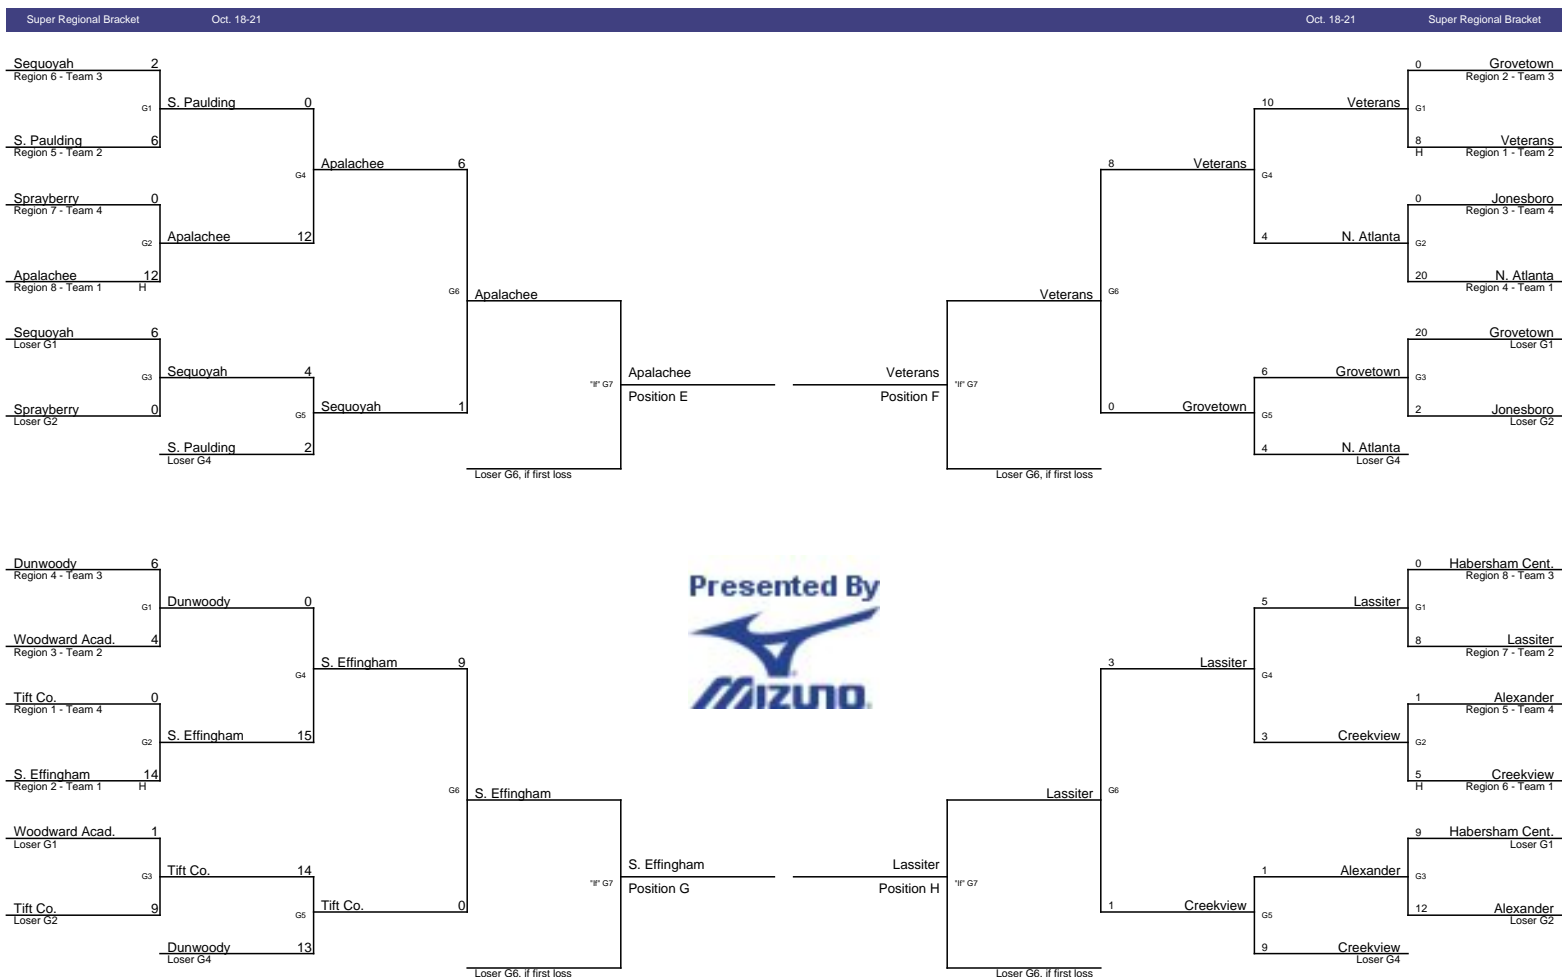 Super Regional Bracket Oct. 18-21 Oct. 18-21 Super Regional Bracket
Sequoyah 2
Region 6 - Team 3
G1 S. Paulding 0
S. Paulding 6
Region 5 - Team 2
G4 Apalachee 6
Sprayberry 0
Region 7 - Team 4
G2 Apalachee 12
Apalachee 12
Region 8 - Team 1 H
G6 Apalachee
Sequoyah 6
Loser G1
G3 Sequoyah 4
"If" G7 Apalachee
Position E
Sprayberry 0
Loser G2
G5 Sequoyah 1
S. Paulding 2
Loser G4
Loser G6, if first loss
0 Grovetown
Region 2 - Team 3
10 Veterans G1
8 Veterans
H Region 1 - Team 2
8 Veterans G4
0 Jonesboro
Region 3 - Team 4
4 N. Atlanta G2
20 N. Atlanta
Region 4 - Team 1
Veterans G6
20 Grovetown
Loser G1
6 Grovetown G3
Veterans "If" G7
Position F
2 Jonesboro
Loser G2
0 Grovetown G5
4 N. Atlanta
Loser G4
Loser G6, if first loss
Dunwoody 6
Region 4 - Team 3
G1 Dunwoody 0
Woodward Acad. 4
Region 3 - Team 2
G4 S. Effingham 9
Tift Co. 0
Region 1 - Team 4
G2 S. Effingham 15
S. Effingham 14
Region 2 - Team 1 H
G6 S. Effingham
Woodward Acad. 1
Loser G1
G3 Tift Co. 14
"If" G7 S. Effingham
Position G
Tift Co. 9
Loser G2
G5 Tift Co. 0
Dunwoody 13
Loser G4
Loser G6, if first loss
Presented By
MIZUNO
0 Habersham Cent.
Region 8 - Team 3
5 Lassiter G1
8 Lassiter
Region 7 - Team 2
3 Lassiter G4
1 Alexander
Region 5 - Team 4
3 Creekview G2
5 Creekview
H Region 6 - Team 1
Lassiter G6
9 Habersham Cent.
Loser G1
1 Alexander G3
Lassiter "If" G7
Position H
12 Alexander
Loser G2
1 Creekview G5
9 Creekview
Loser G4
Loser G6, if first loss